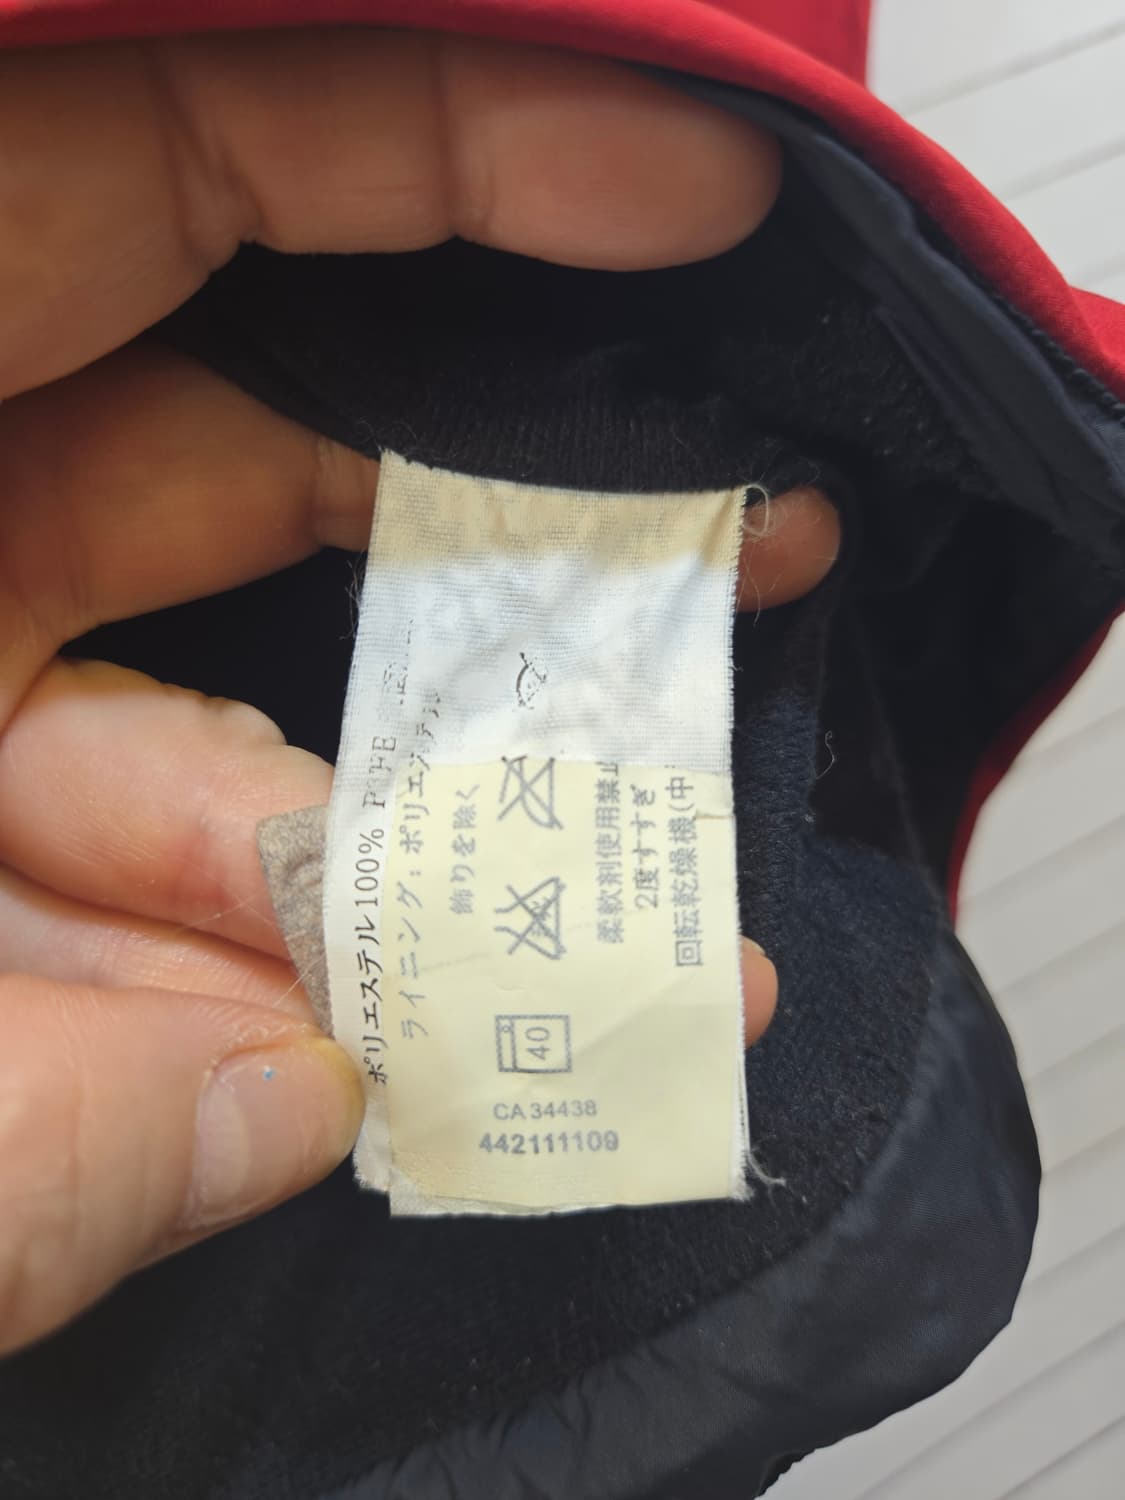 ポリエステル100%
ライニング: ポリエステル
飾りを除く
柔軟剤使用禁止
2度すすぎ
回転乾燥機(中
40
CA 34438
442111109